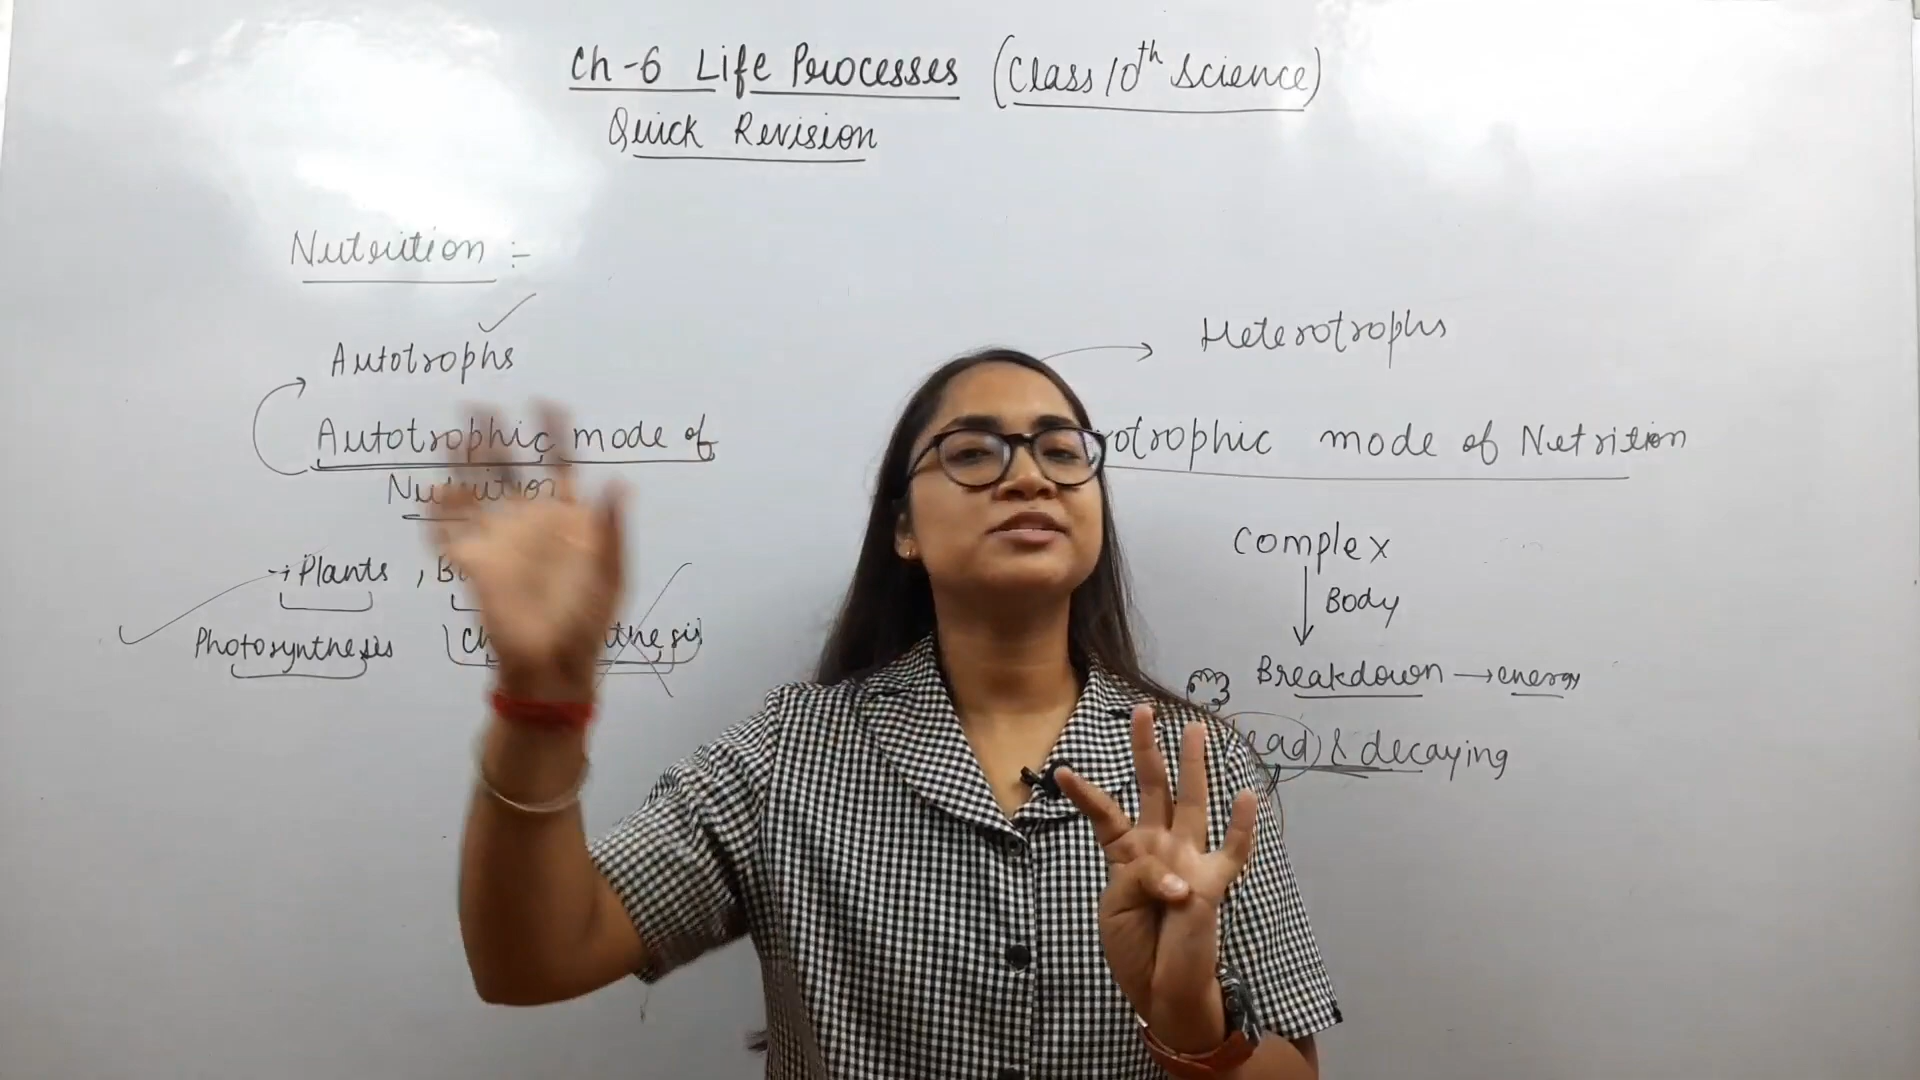 Ch-6 Life Processes (Class 10th Science)
Quick Revision
Nutrition :-
Autotrophs
Autotrophic mode of
Nutrition
→ Plants ,
Photosynthesis
Heterotrophs
mode of Nutrition
Complex
Body
Breakdown → energy
& decaying